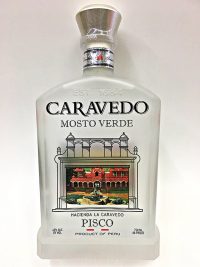 CARAVEDO
MOSTO VERDE
HACIENDA LA CARAVEDO
PISCO
PRODUCT OF PERU